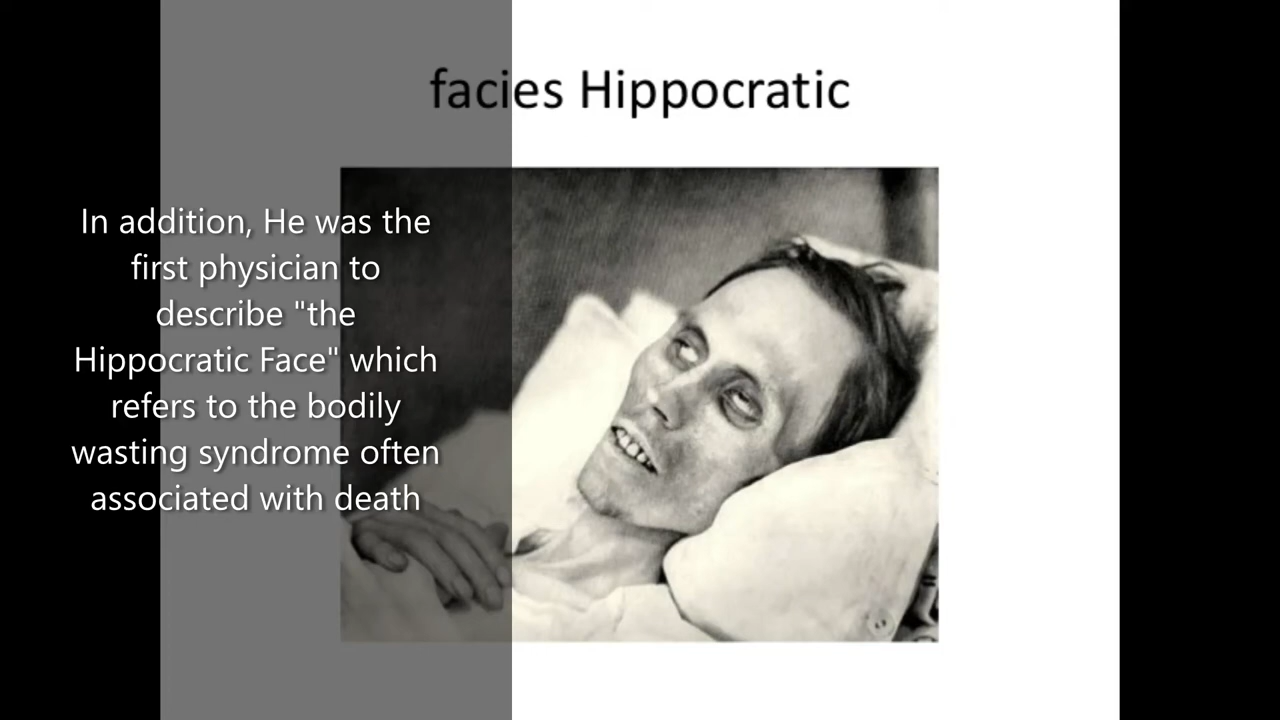 facies Hippocratic
In addition, He was the
first physician to
describe "the
Hippocratic Face" which
refers to the bodily
wasting syndrome often
associated with death